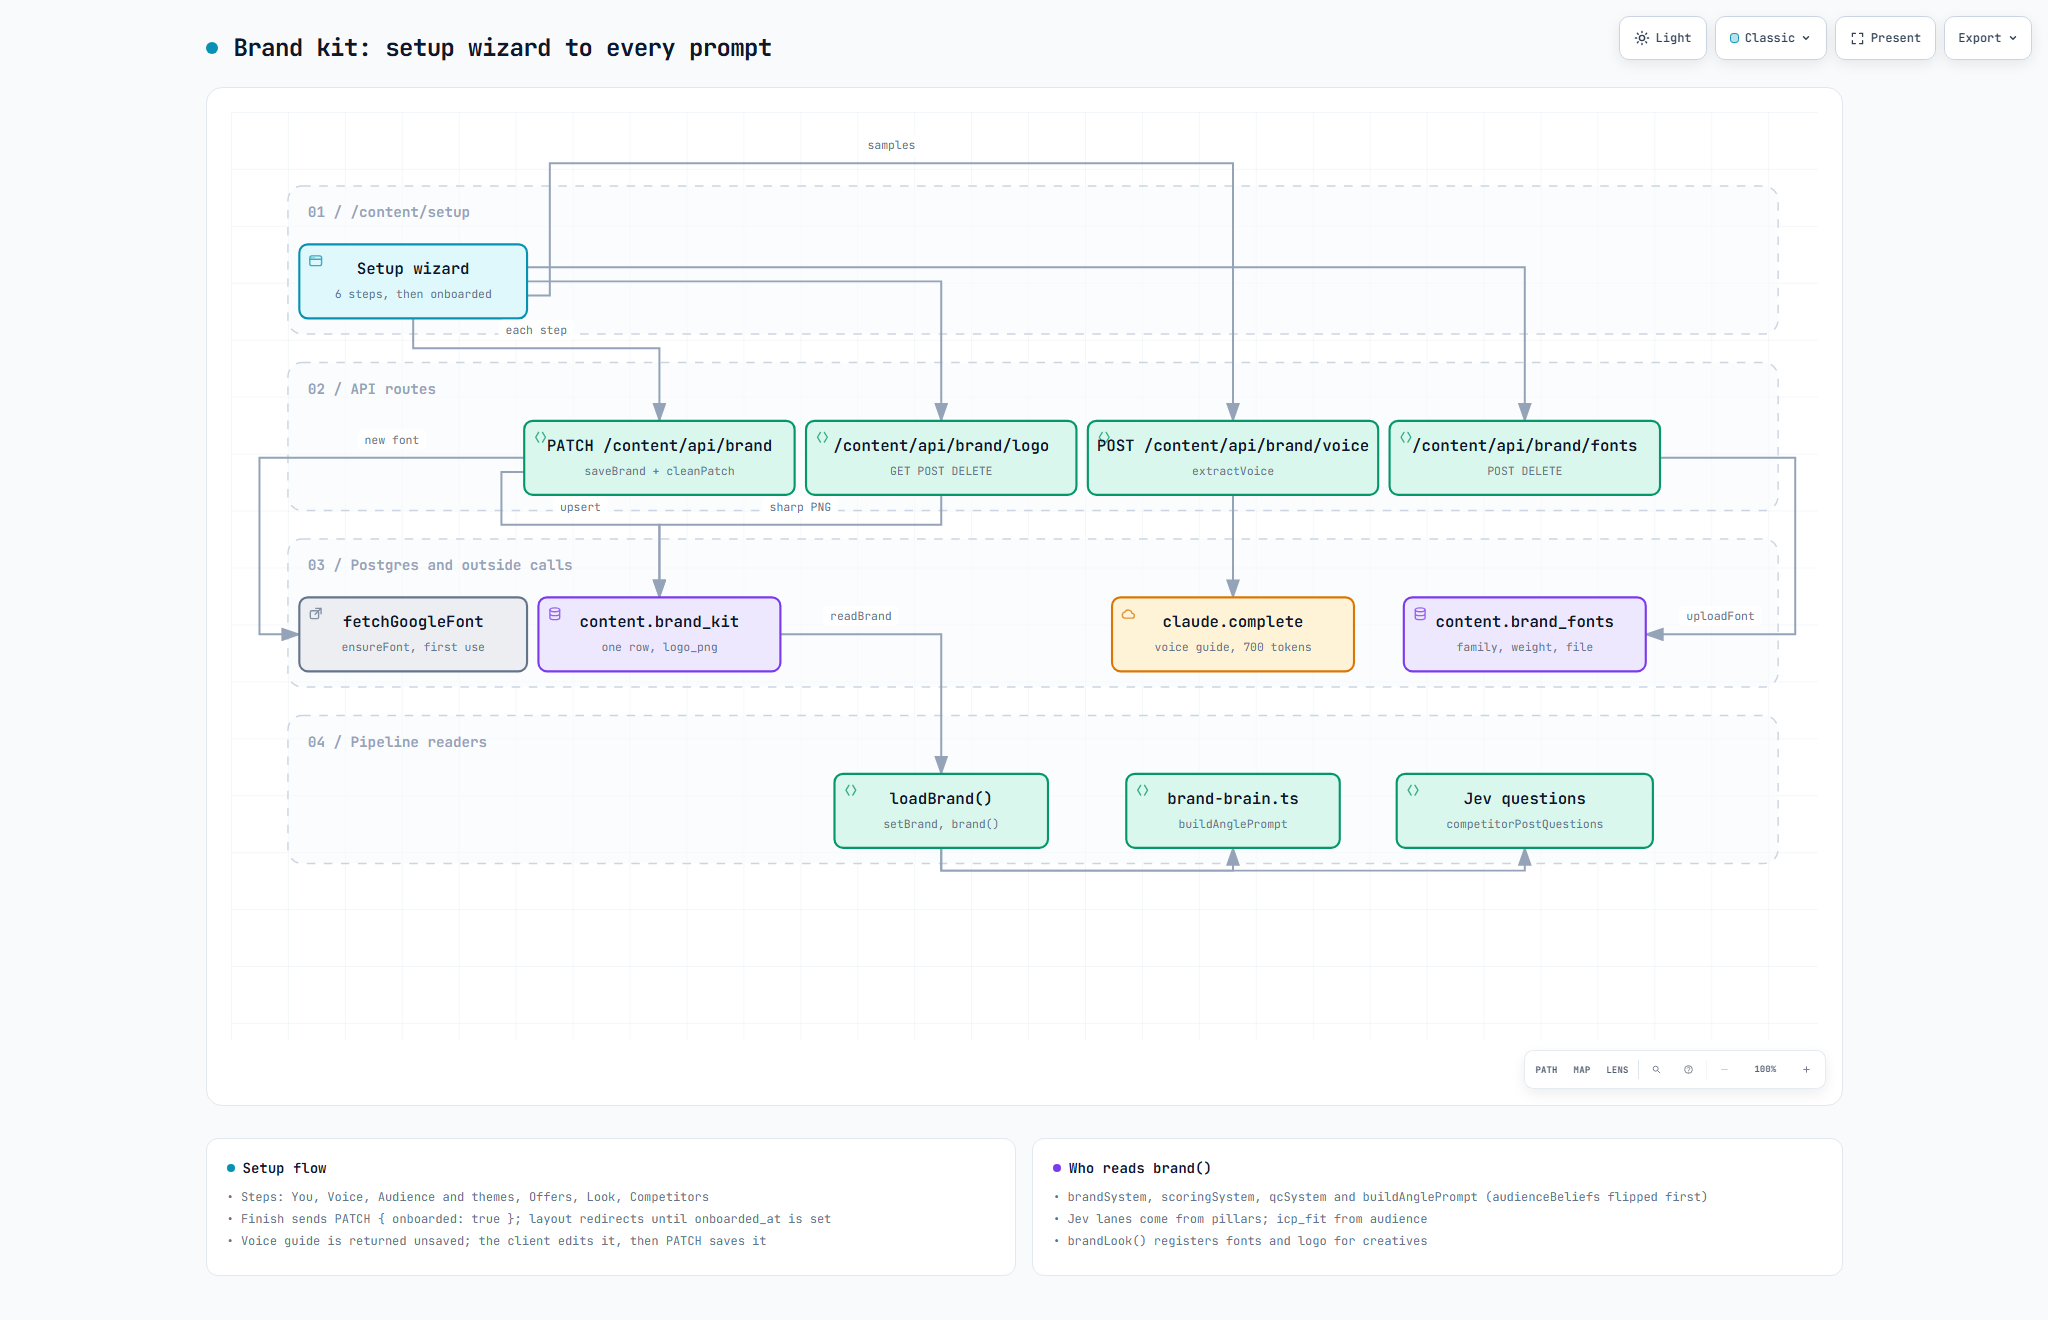 Brand kit: setup wizard to every prompt
Light
Classic
Present
Export
samples
01 / /content/setup
Setup wizard
6 steps, then onboarded
each step
02 / API routes
new font
PATCH /content/api/brand
saveBrand + cleanPatch
/content/api/brand/logo
GET POST DELETE
POST /content/api/brand/voice
extractVoice
/content/api/brand/fonts
POST DELETE
upsert
sharp PNG
03 / Postgres and outside calls
fetchGoogleFont
ensureFont, first use
content.brand_kit
one row, logo_png
readBrand
claude.complete
voice guide, 700 tokens
content.brand_fonts
family, weight, file
uploadFont
04 / Pipeline readers
loadBrand()
setBrand, brand()
brand-brain.ts
buildAnglePrompt
Jev questions
competitorPostQuestions
PATH
MAP
LENS
100%
Setup flow
• Steps: You, Voice, Audience and themes, Offers, Look, Competitors
• Finish sends PATCH { onboarded: true }; layout redirects until onboarded_at is set
• Voice guide is returned unsaved; the client edits it, then PATCH saves it
Who reads brand()
• brandSystem, scoringSystem, qcSystem and buildAnglePrompt (audienceBeliefs flipped first)
• Jev lanes come from pillars; icp_fit from audience
• brandLook() registers fonts and logo for creatives